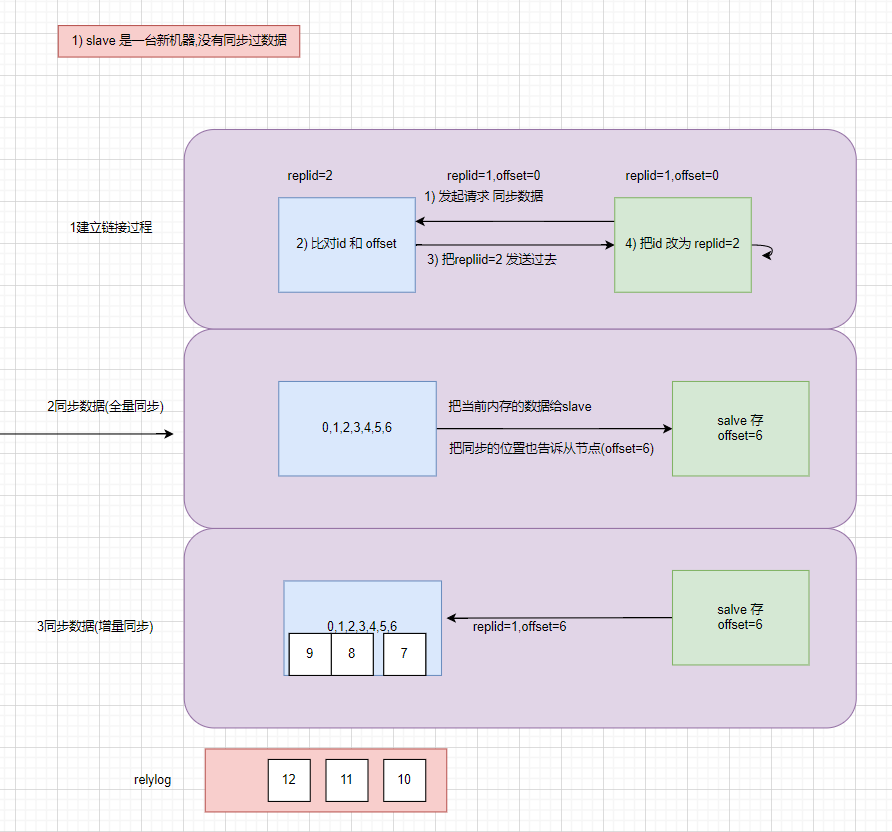 1) slave 是一台新机器,没有同步过数据
replid=2
replid=1,offset=0
replid=1,offset=0
1) 发起请求 同步数据
1建立链接过程
2) 比对id 和 offset
4) 把id 改为 replid=2
3) 把repliid=2 发送过去
2同步数据(全量同步)
0,1,2,3,4,5,6
把当前内存的数据给slave
把同步的位置也告诉从节点(offset=6)
salve 存
offset=6
3同步数据(增量同步)
0,1,2,3,4,5,6
9
8
7
replid=1,offset=6
salve 存
offset=6
relylog
12
11
10